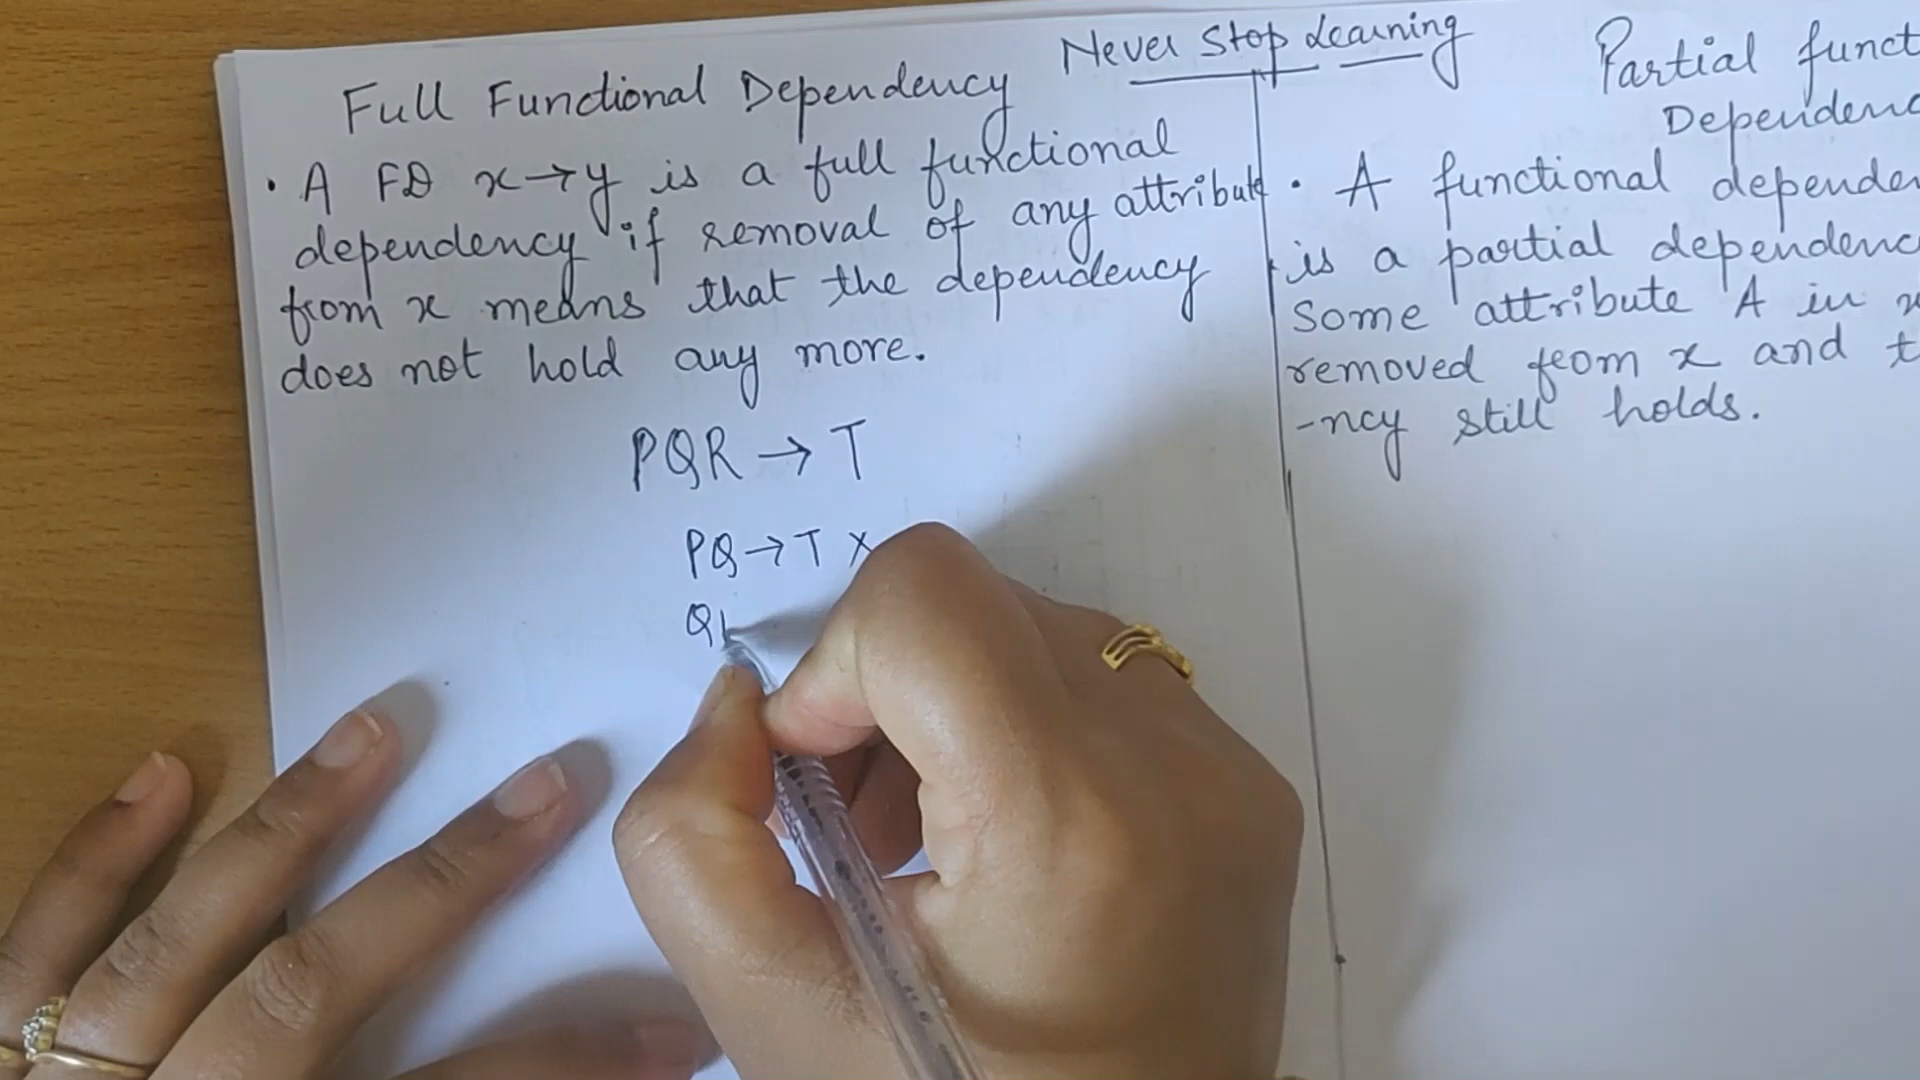 Never Stop Learning
Full Functional Dependency
• A FD x→y is a full functional
dependency if removal of any attribute
from x means that the dependency
does not hold any more.
PQR → T
PQ → T X
Q
Partial funct
Dependenc
• A functional depende
is a partial dependenc
Some attribute A in x
removed feom x and t
-ncy still holds.